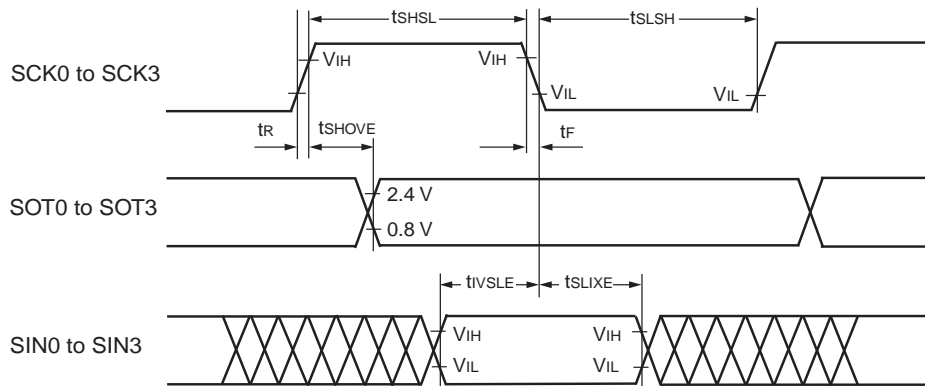 tSHSL tSLSH
SCK0 to SCK3 VIH VIH
VIL VIL
tR tSHOVE tF
SOT0 to SOT3 2.4 V
0.8 V
tIVSLE tSLIXE
SIN0 to SIN3 VIH VIH
VIL VIL